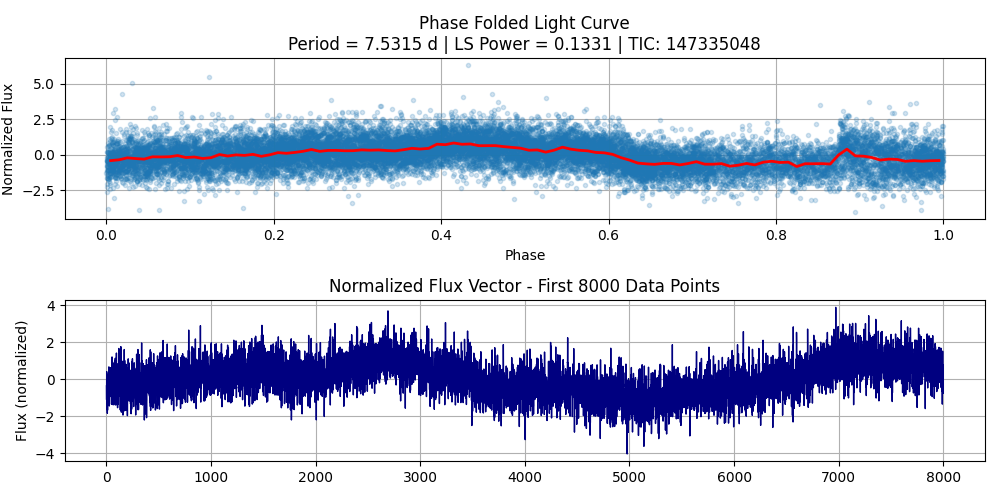 Phase Folded Light Curve
Period = 7.5315 d | LS Power = 0.1331 | TIC: 147335048
Normalized Flux
5.0
2.5
0.0
−2.5
0.0 0.2 0.4 0.6 0.8 1.0
Phase
Normalized Flux Vector - First 8000 Data Points
Flux (normalized)
4
2
0
−2
−4
0 1000 2000 3000 4000 5000 6000 7000 8000